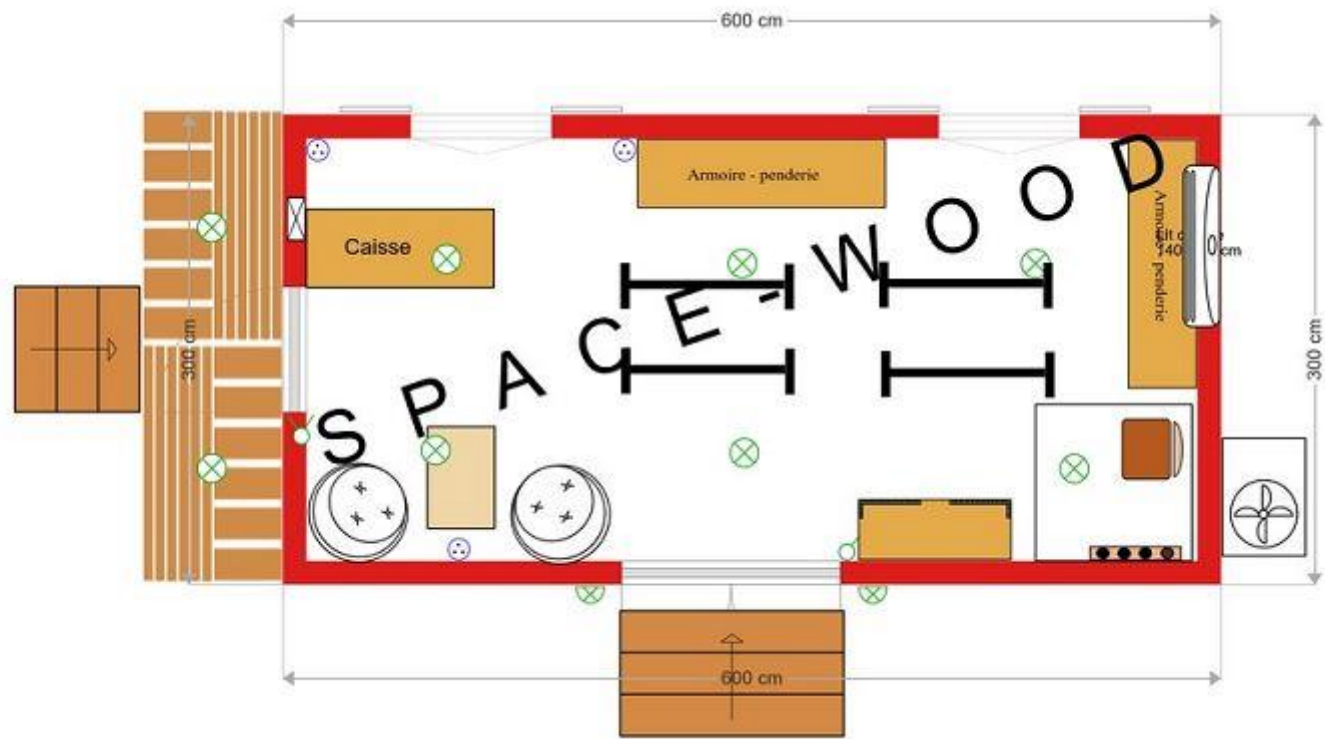 600 cm
Armoire - penderie
SPACE-WOOD
Armoire - penderie
Caisse
300 cm
300 cm
600 cm